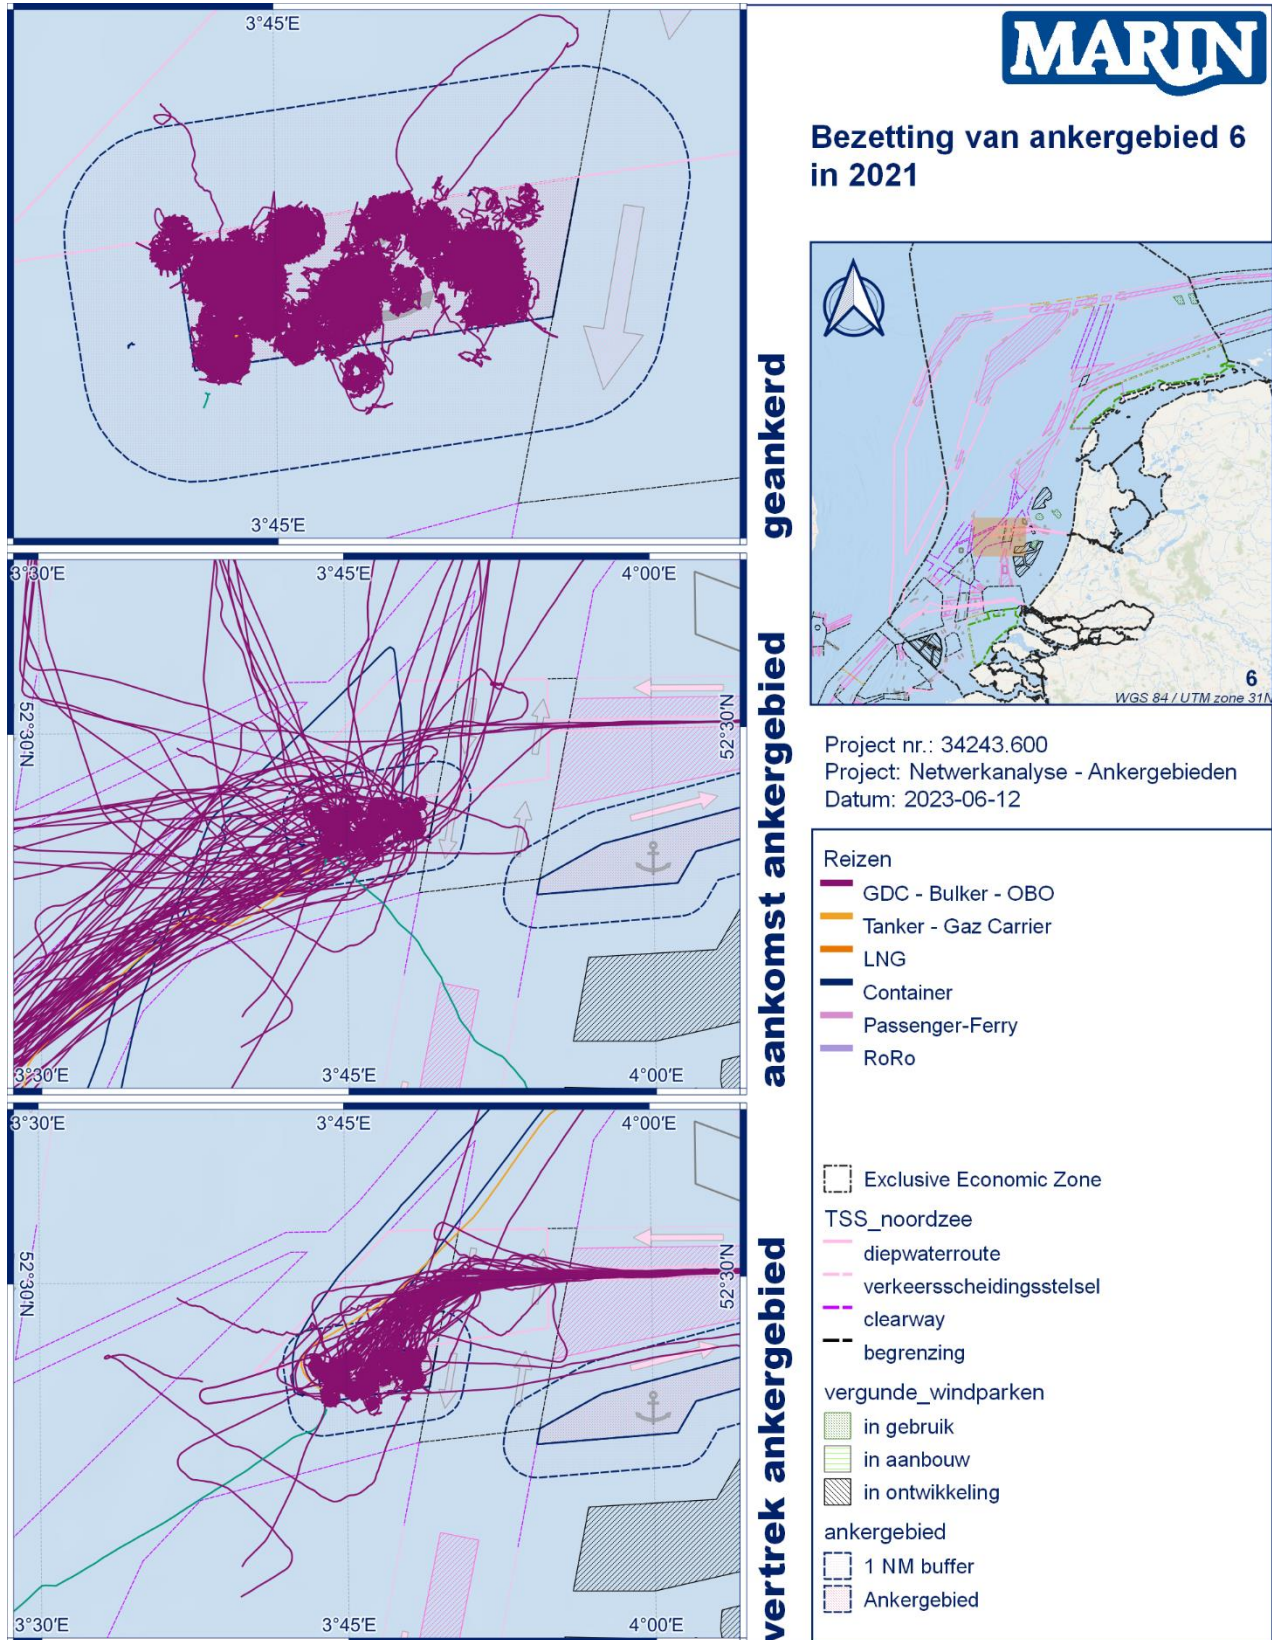 3°45'E
3°45'E
geankerd
3°30'E
3°45'E
4°00'E
52°30'N
52°30'N
3°30'E
3°45'E
4°00'E
aankomst ankergebied
3°30'E
3°45'E
4°00'E
52°30'N
52°30'N
3°30'E
3°45'E
4°00'E
vertrek ankergebied
MARIN
Bezetting van ankergebied 6
in 2021
6
WGS 84 / UTM zone 31N
Project nr.: 34243.600
Project: Netwerkanalyse - Ankergebieden
Datum: 2023-06-12
Reizen
GDC - Bulker - OBO
Tanker - Gaz Carrier
LNG
Container
Passenger-Ferry
RoRo
Exclusive Economic Zone
TSS_noordzee
diepwaterroute
verkeersscheidingsstelsel
clearway
begrenzing
vergunde_windparken
in gebruik
in aanbouw
in ontwikkeling
ankergebied
1 NM buffer
Ankergebied